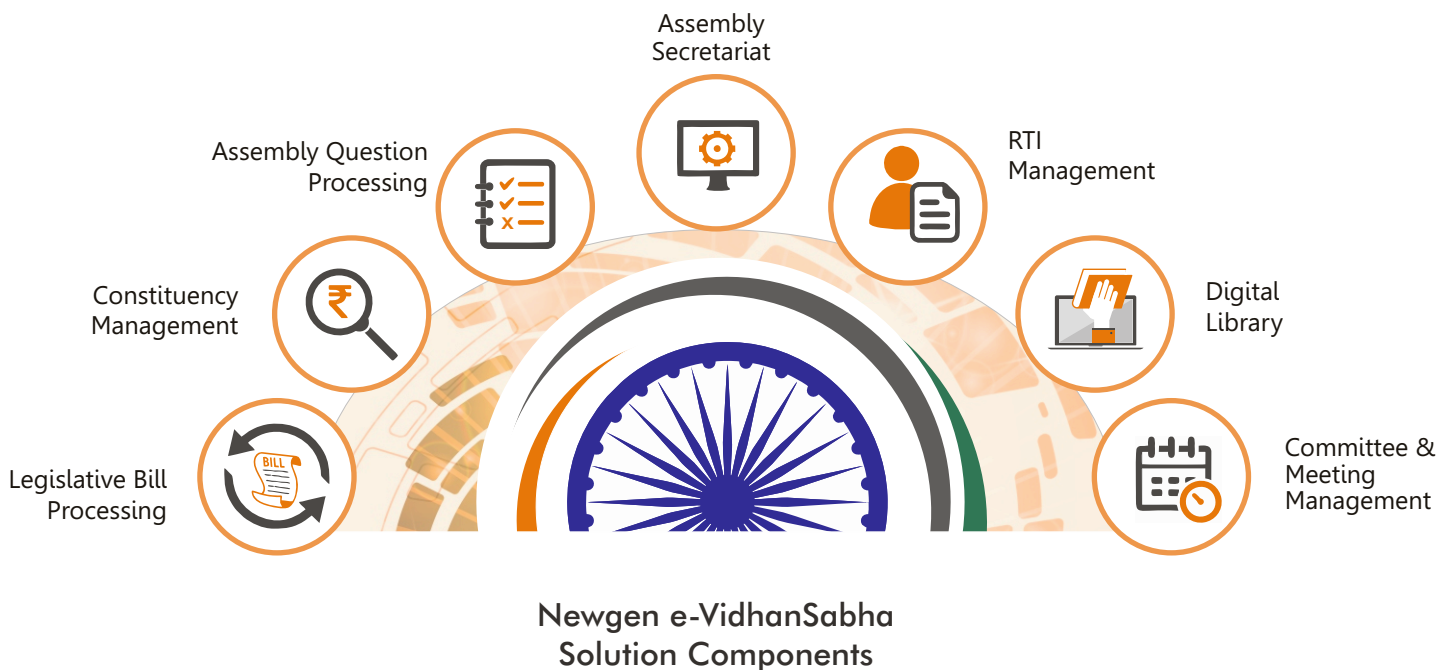 Assembly
Secretariat
Assembly Question
Processing
RTI
Management
Constituency
Management
₹
Digital
Library
Legislative Bill
Processing
BILL
Committee &
Meeting
Management
Newgen e-VidhanSabha
Solution Components